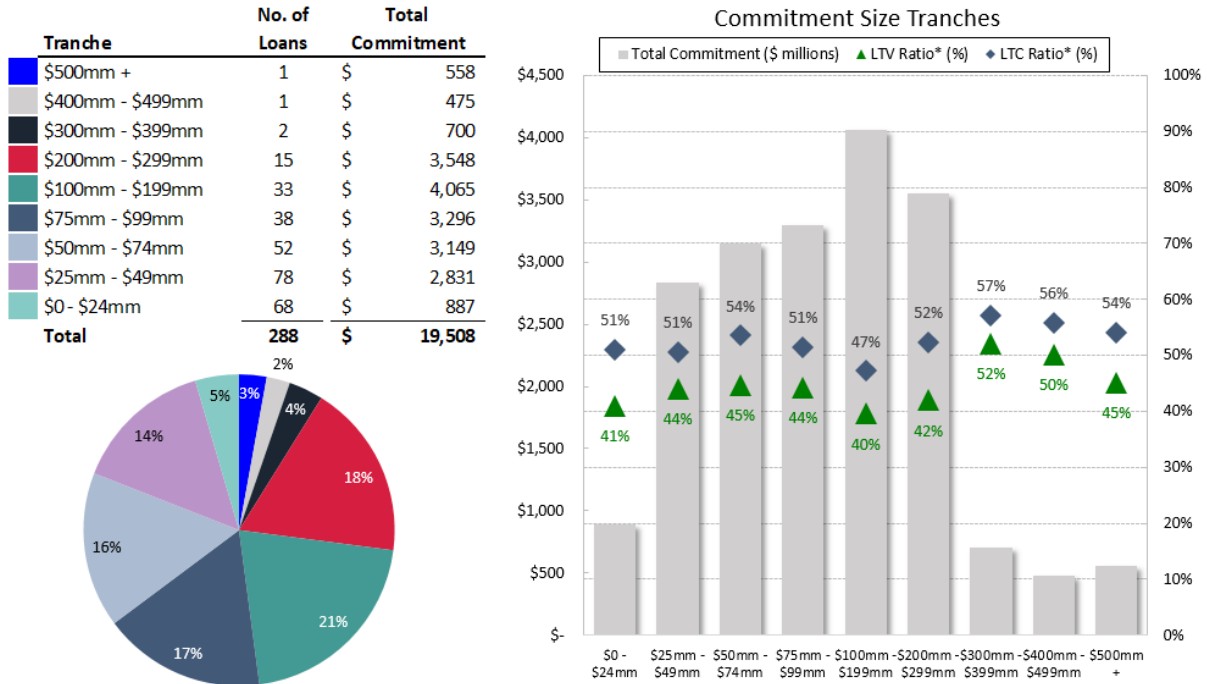 No. of Total
Tranche Loans Commitment
$500mm + 1 $ 558
$400mm - $499mm 1 $ 475
$300mm - $399mm 2 $ 700
$200mm - $299mm 15 $ 3,548
$100mm - $199mm 33 $ 4,065
$75mm - $99mm 38 $ 3,296
$50mm - $74mm 52 $ 3,149
$25mm - $49mm 78 $ 2,831
$0 - $24mm 68 $ 887
Total 288 $ 19,508
2%
5% 3%
4%
14%
18%
16%
21%
17%
Commitment Size Tranches
Total Commitment ($ millions) LTV Ratio* (%) LTC Ratio* (%)
$4,500 100%
90%
$4,000
80%
$3,500
70%
$3,000
60%
$2,500
50%
$2,000
40%
$1,500
30%
$1,000
20%
$500
10%
$- 0%
51% 51% 54% 51% 47% 52% 57% 56% 54%
41% 44% 45% 44% 40% 42% 52% 50% 45%
$0 - $25mm - $50mm - $75mm - $100mm - $200mm - $300mm - $400mm - $500mm
$24mm $49mm $74mm $99mm $199mm $299mm $399mm $499mm +